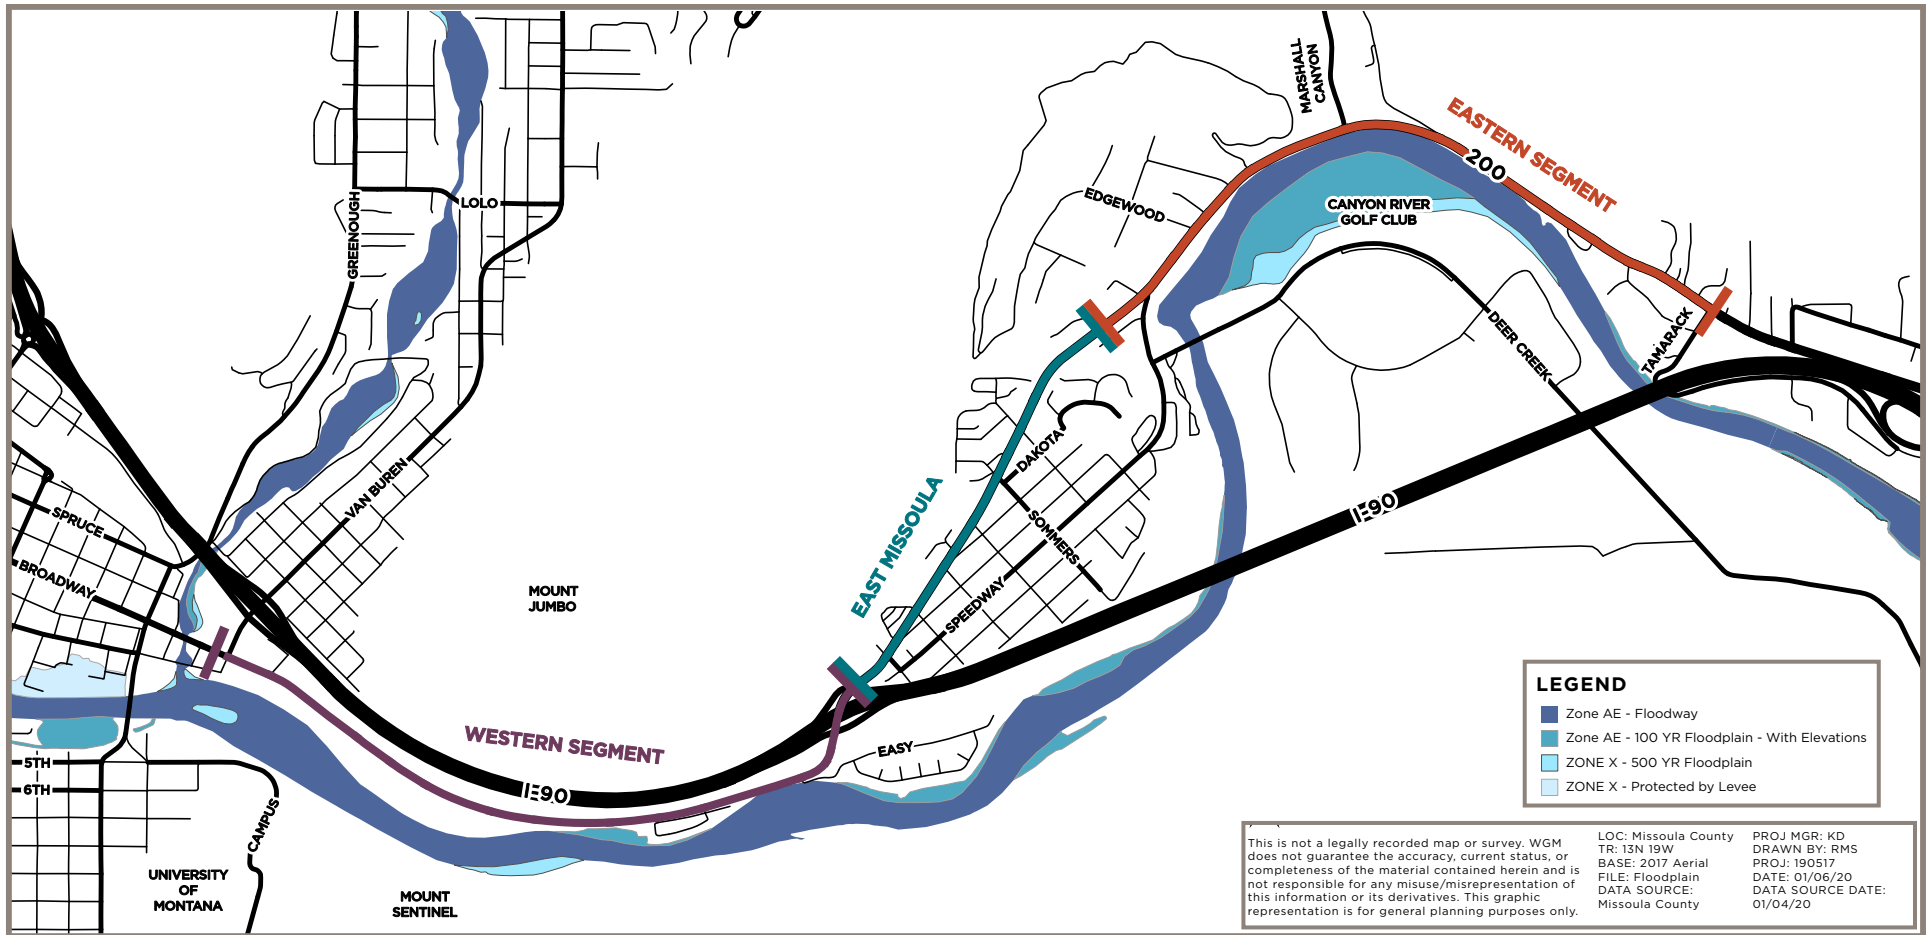 MARSHALL
CANYON
EASTERN SEGMENT
200
EDGEWOOD
CANYON RIVER
GOLF CLUB
LOLO
GREENOUGH
DEER CREEK
TAMARACK
DAKOTA
VAN BUREN
EAST MISSOULA
SOMMERS
I-90
SPRUCE
BROADWAY
MOUNT
JUMBO
SPEEDWAY
WESTERN SEGMENT
EASY
I-90
5TH
6TH
CAMPUS
UNIVERSITY
OF
MONTANA
MOUNT
SENTINEL
LEGEND
Zone AE - Floodway
Zone AE - 100 YR Floodplain - With Elevations
ZONE X - 500 YR Floodplain
ZONE X - Protected by Levee
This is not a legally recorded map or survey. WGM
does not guarantee the accuracy, current status, or
completeness of the material contained herein and is
not responsible for any misuse/misrepresentation of
this information or its derivatives. This graphic
representation is for general planning purposes only.
LOC: Missoula County
TR: 13N 19W
BASE: 2017 Aerial
FILE: Floodplain
DATA SOURCE:
Missoula County
PROJ MGR: KD
DRAWN BY: RMS
PROJ: 190517
DATE: 01/06/20
DATA SOURCE DATE:
01/04/20